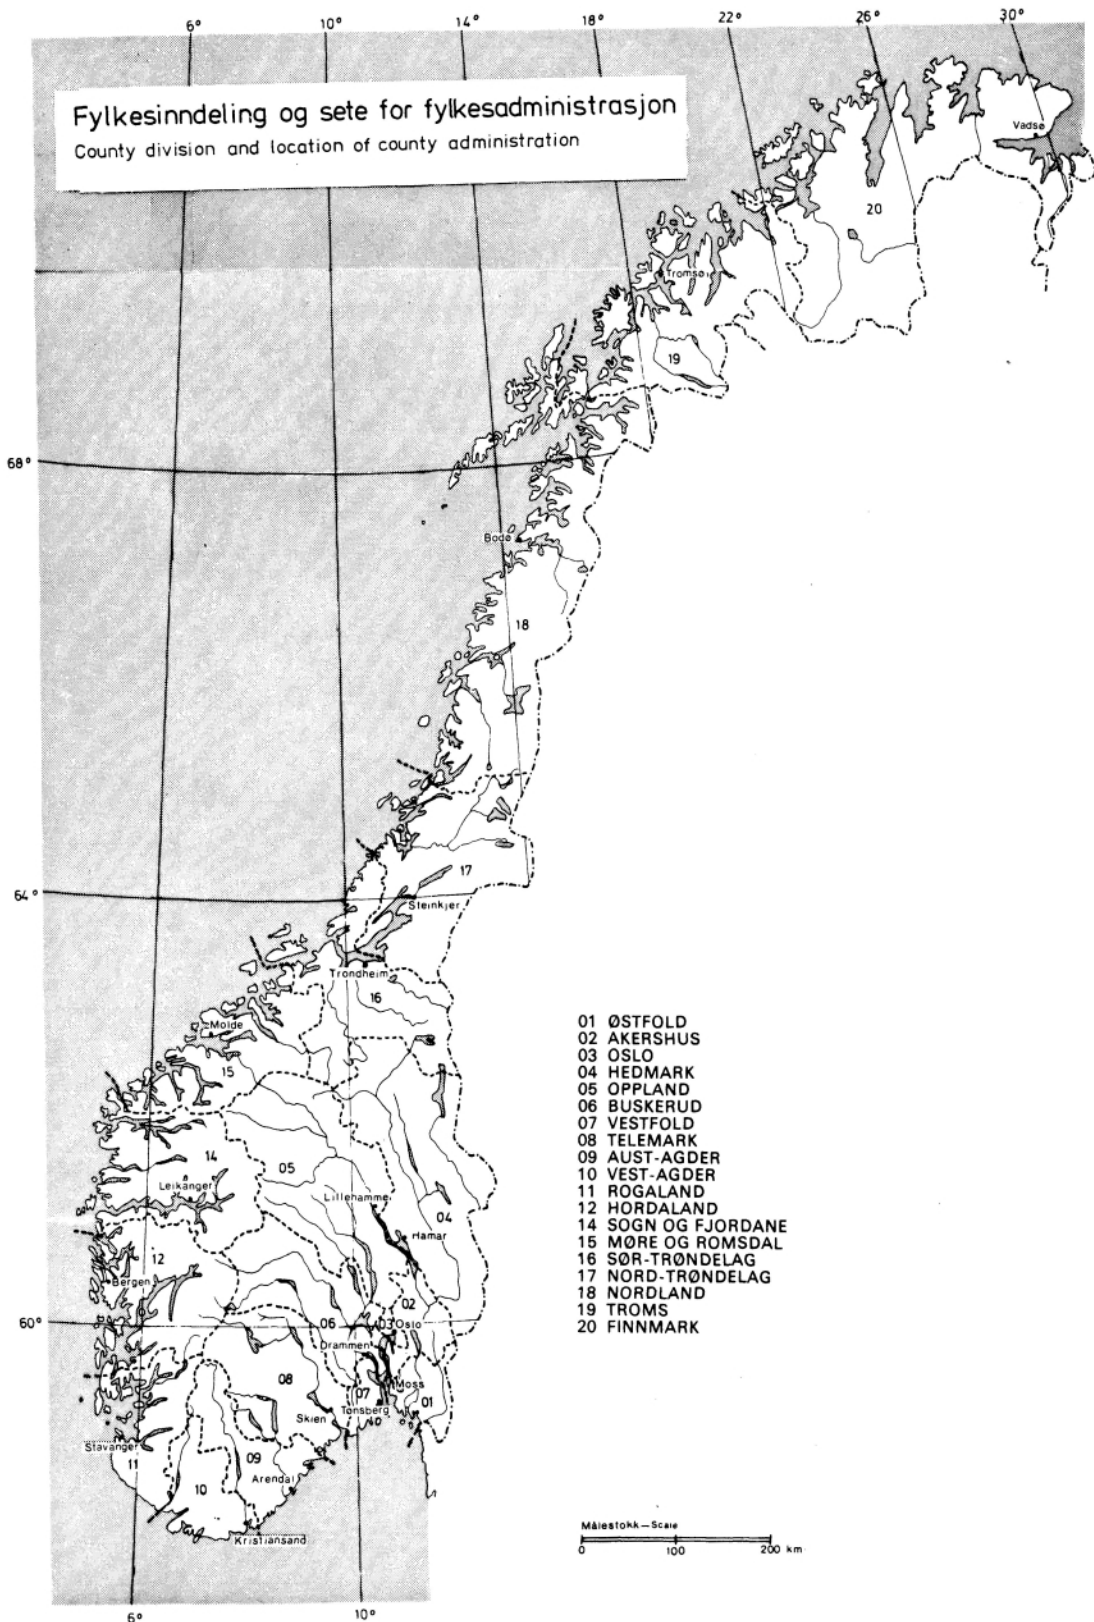 6°
10°
14°
18°
22°
26°
30°
Fylkesinndeling og sete for fylkesadministrasjon
County division and location of county administration
Vadsø
20
Tromsø
19
68°
Bodø
18
17
64°
Steinkjer
Trondheim
16
Molde
15
14
05
Leikanger
Lillehamme
04
Hamar
12
Bergen
02
60°
06
03
Oslo
Drammen
08
07
Moss
01
Tønsberg
Skien
Stavanger
11
09
Arendal
10
Kristiansand
01 ØSTFOLD
02 AKERSHUS
03 OSLO
04 HEDMARK
05 OPPLAND
06 BUSKERUD
07 VESTFOLD
08 TELEMARK
09 AUST-AGDER
10 VEST-AGDER
11 ROGALAND
12 HORDALAND
14 SOGN OG FJORDANE
15 MØRE OG ROMSDAL
16 SØR-TRØNDELAG
17 NORD-TRØNDELAG
18 NORDLAND
19 TROMS
20 FINNMARK
Målestokk—Scale
0 100 200 km
6°
10°